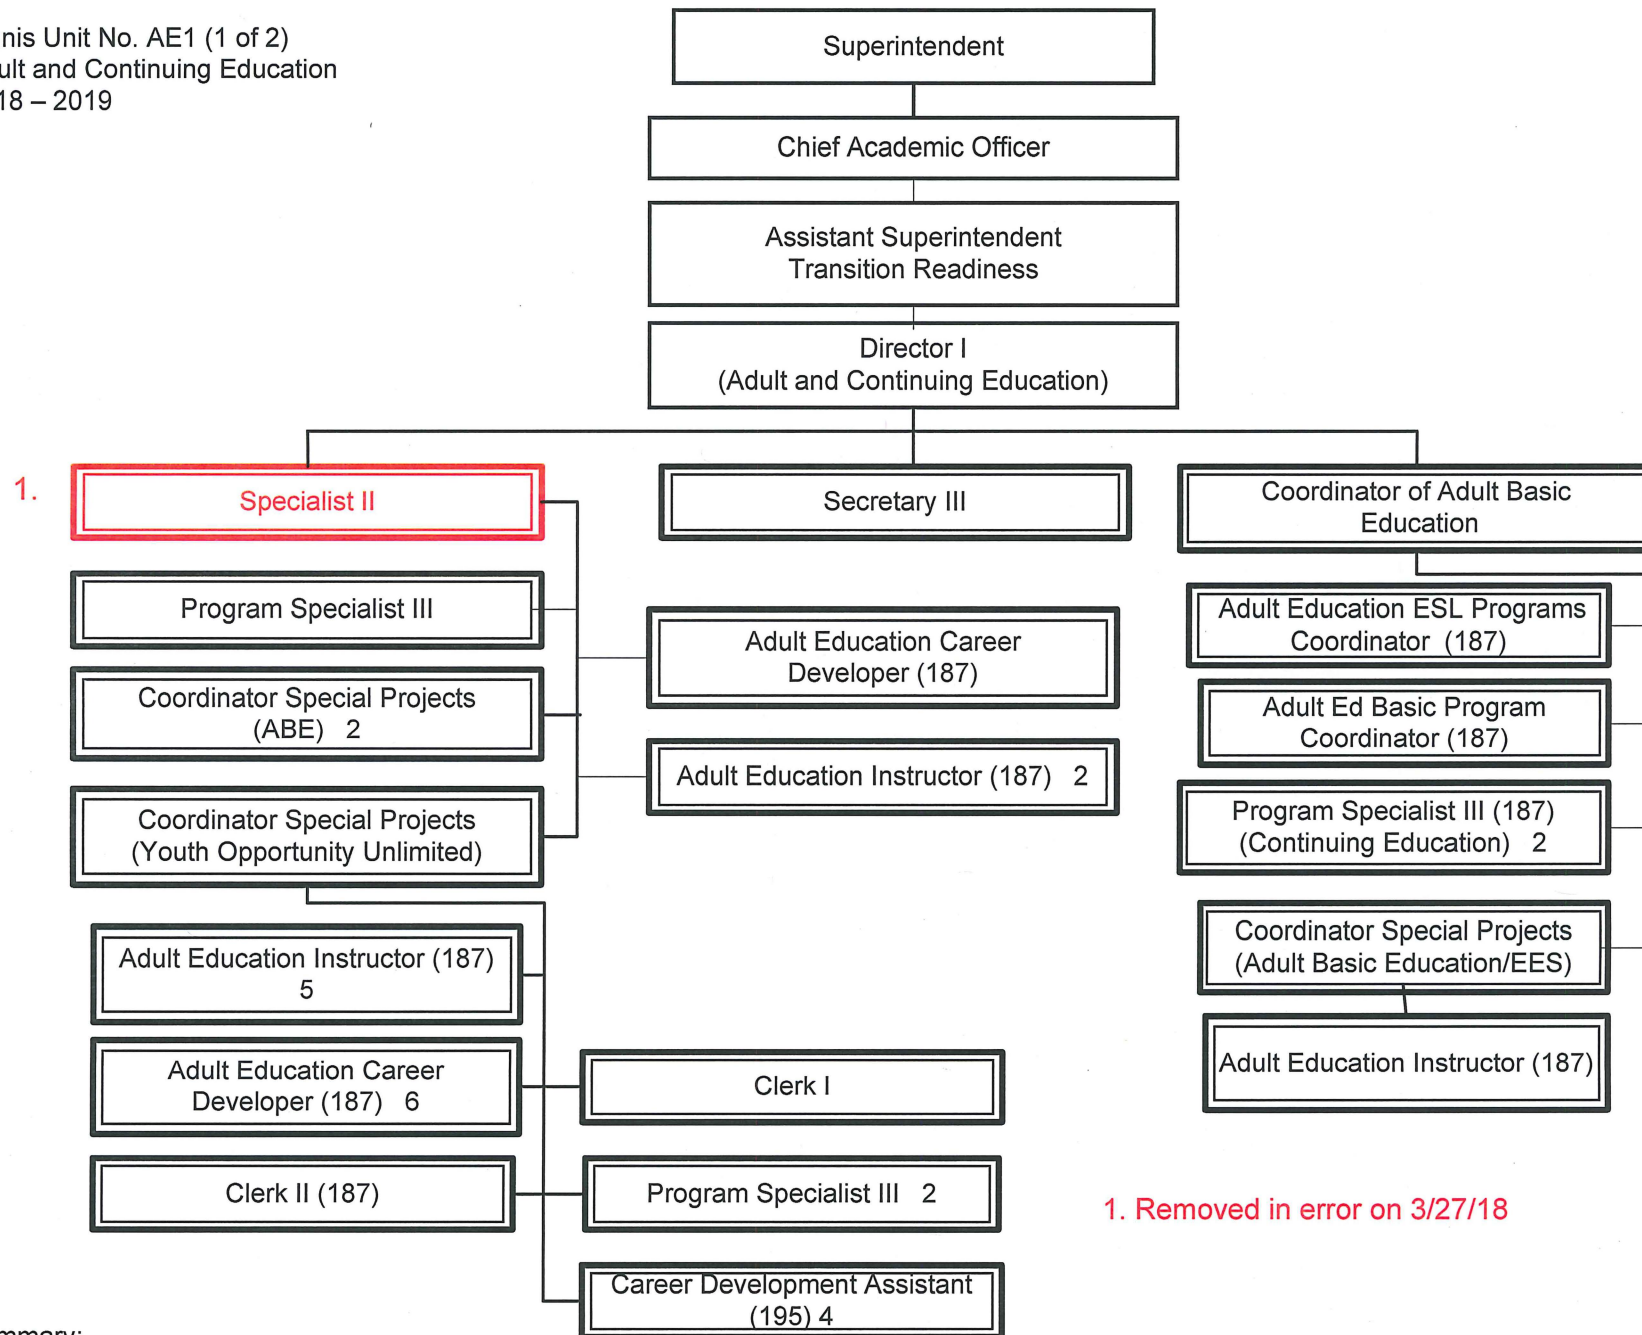 nis Unit No. AE1 (1 of 2)
ult and Continuing Education
18 – 2019
Superintendent
Chief Academic Officer
Assistant Superintendent
Transition Readiness
Director I
(Adult and Continuing Education)
1.
Specialist II
Secretary III
Coordinator of Adult Basic
Education
Program Specialist III
Coordinator Special Projects
(ABE) 2
Coordinator Special Projects
(Youth Opportunity Unlimited)
Adult Education Career
Developer (187)
Adult Education Instructor (187) 2
Adult Education ESL Programs
Coordinator (187)
Adult Ed Basic Program
Coordinator (187)
Program Specialist III (187)
(Continuing Education) 2
Coordinator Special Projects
(Adult Basic Education/EES)
Adult Education Instructor (187)
Adult Education Instructor (187)
5
Adult Education Career
Developer (187) 6
Clerk I
Clerk II (187)
Program Specialist III 2
Career Development Assistant
(195) 4
1. Removed in error on 3/27/18